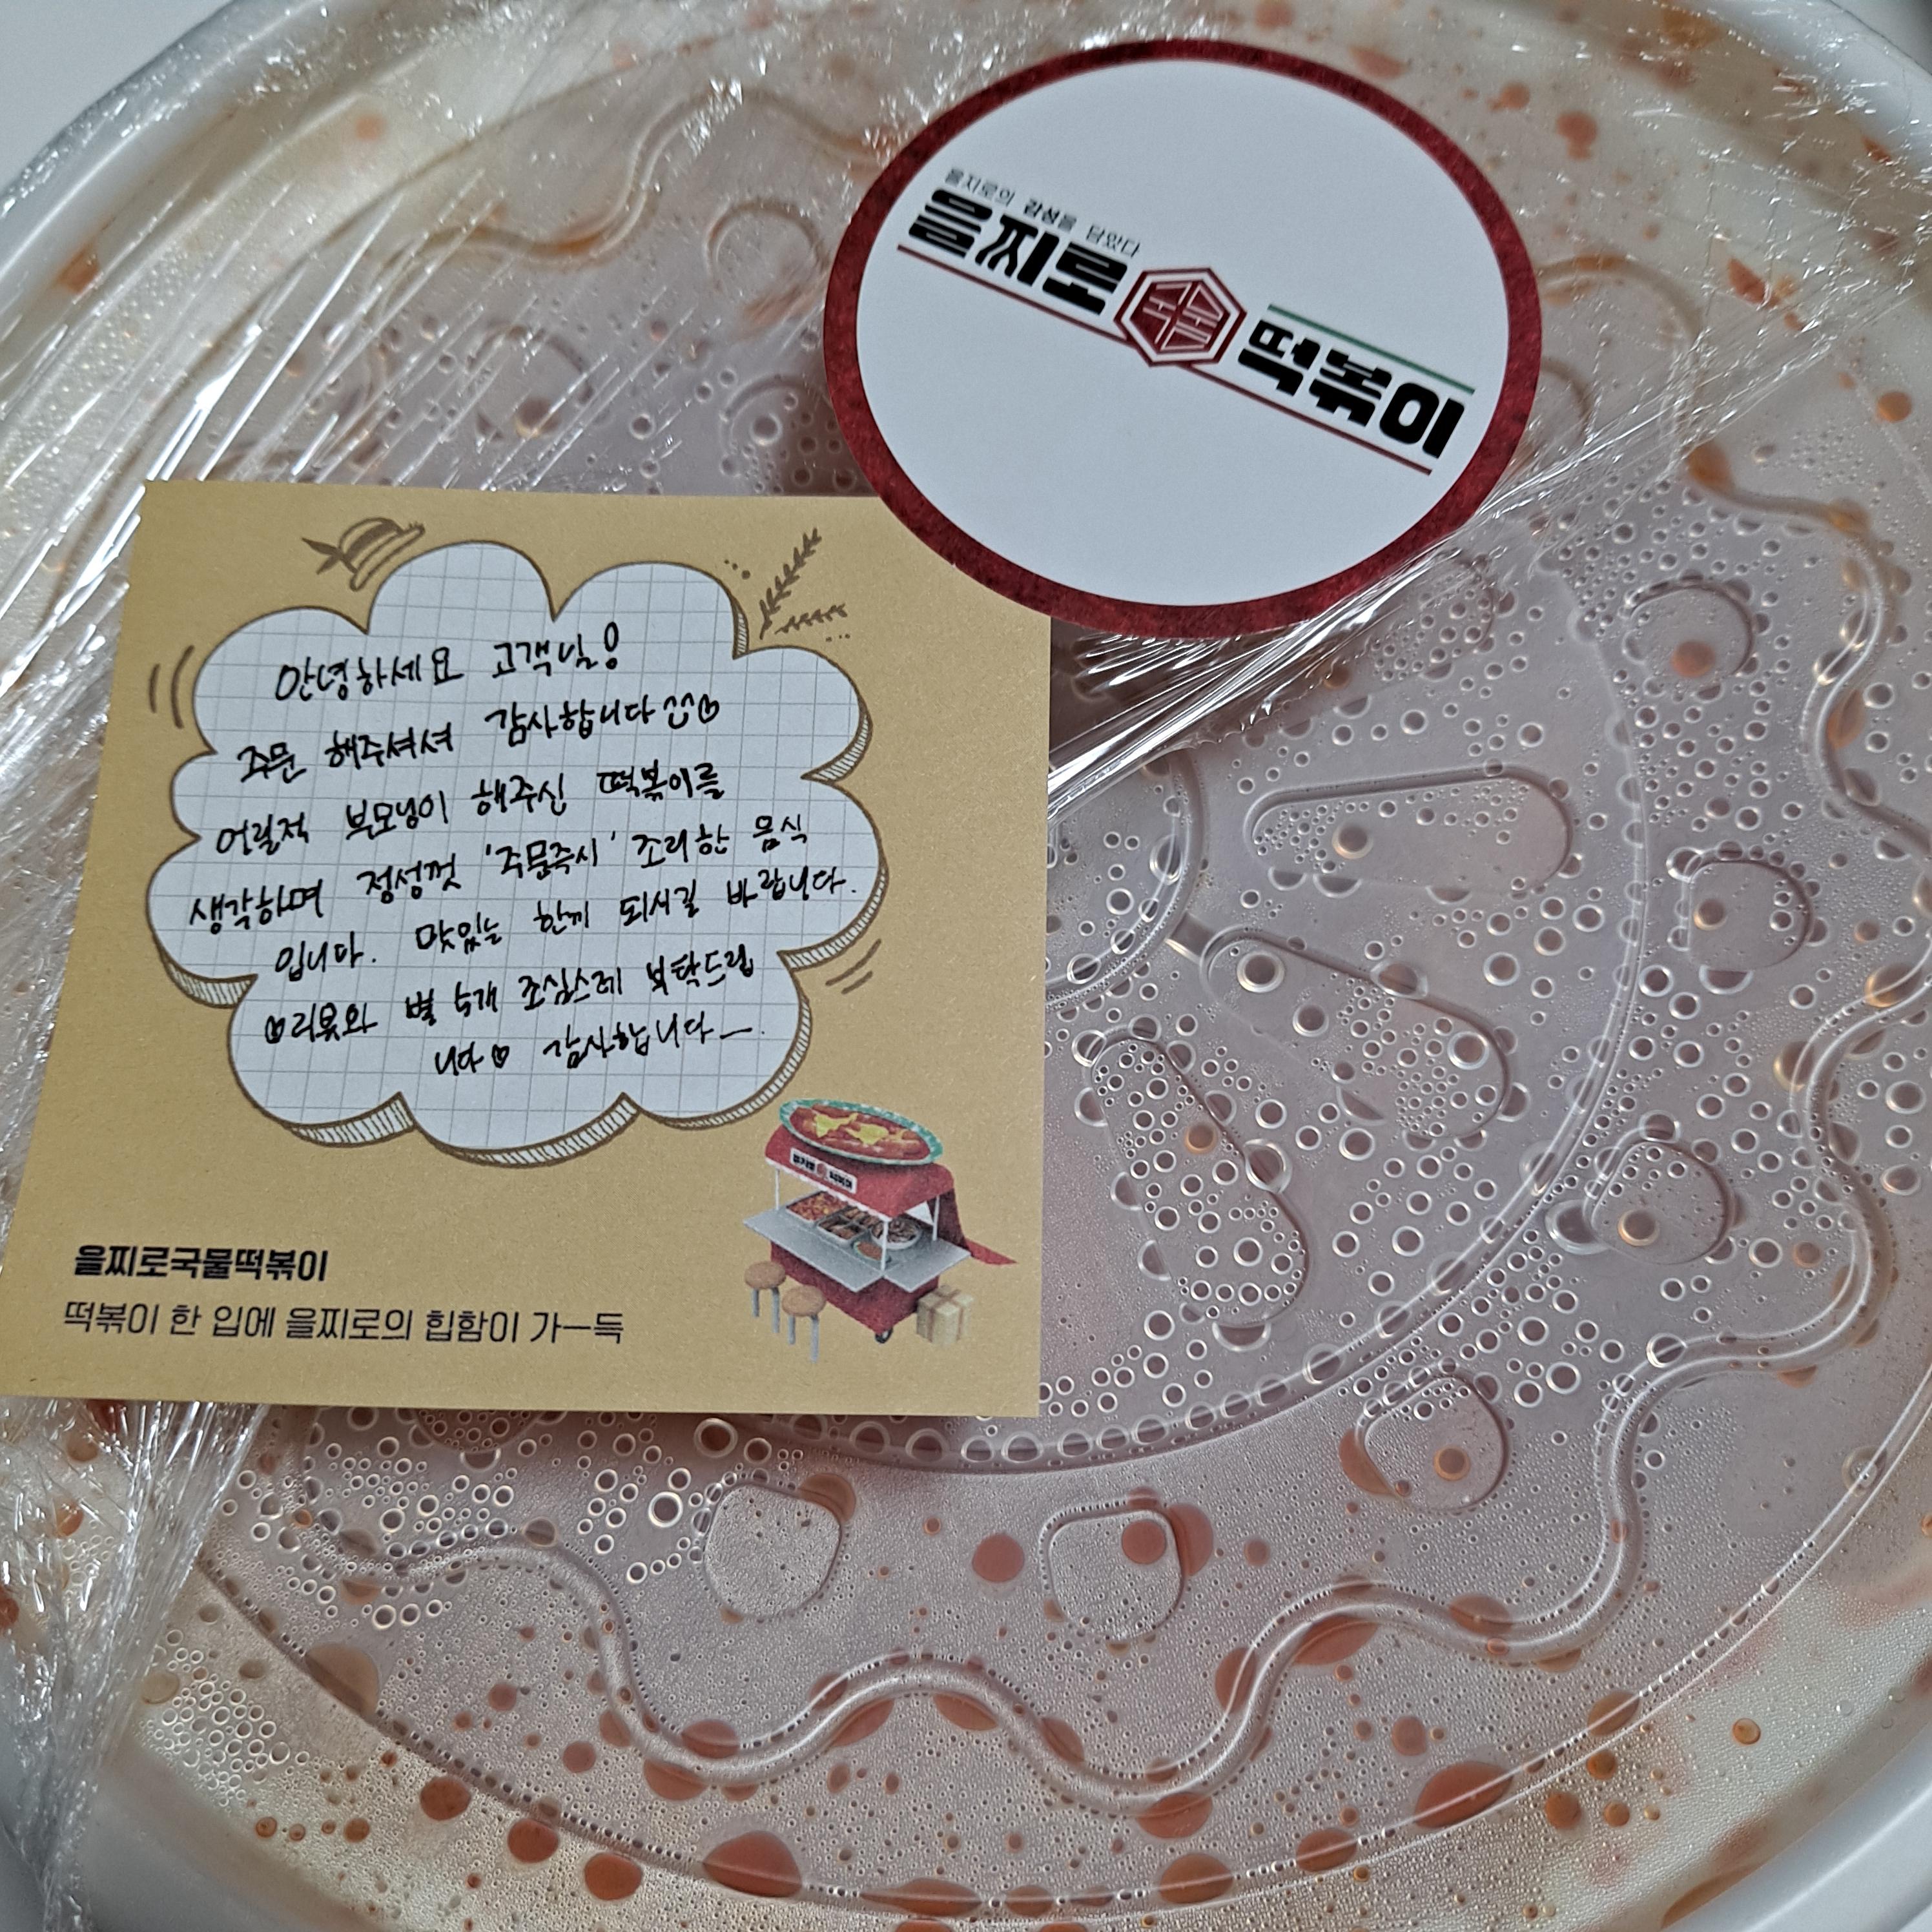 을지로의 감성을 담았다
을찌로 떡볶이
안녕하세요 고객님!
주문 해주셔셔 감사합니다^^♡
어릴적 부모님이 해주신 떡볶이를
생각하며 정성껏 '주문즉시' 조리한 음식
입니다. 맛있는 한끼 되시길 바랍니다.
♡리뷰와 별 5개 조심스레 부탁드립
니다♡ 감사합니다ㅡ.
을찌로국물떡볶이
떡볶이 한 입에 을찌로의 힙함이 가ㅡ득